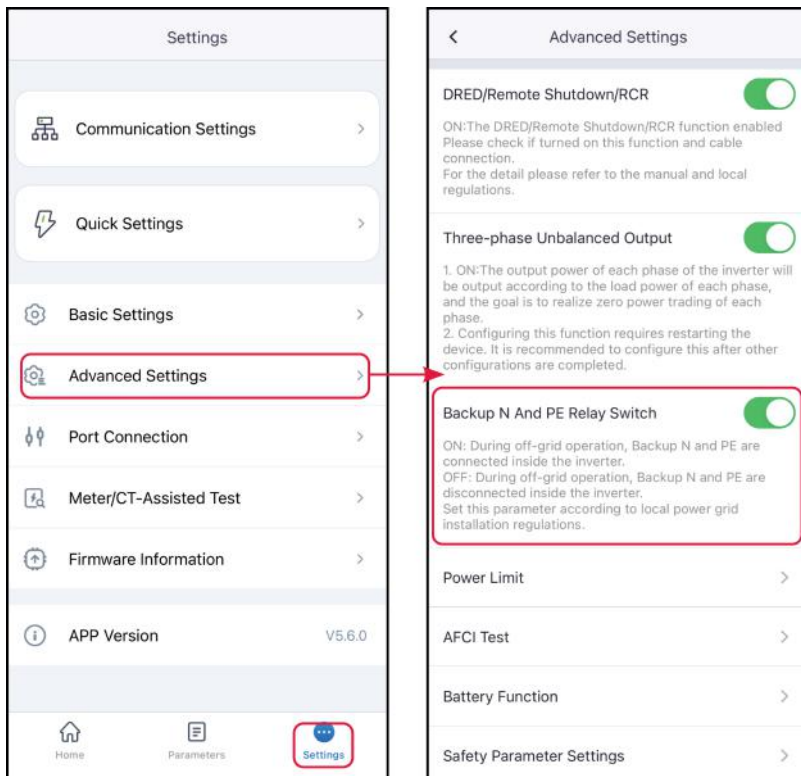 Settings
Communication Settings
Quick Settings
Basic Settings
Advanced Settings
Port Connection
Meter/CT-Assisted Test
Firmware Information
APP Version V5.6.0
Home Parameters Settings
Advanced Settings
DRED/Remote Shutdown/RCR
ON:The DRED/Remote Shutdown/RCR function enabled
Please check if turned on this function and cable
connection.
For the detail please refer to the manual and local
regulations.
Three-phase Unbalanced Output
1. ON:The output power of each phase of the inverter will
be output according to the load power of each phase,
and the goal is to realize zero power trading of each
phase.
2. Configuring this function requires restarting the
device. It is recommended to configure this after other
configurations are completed.
Backup N And PE Relay Switch
ON: During off-grid operation, Backup N and PE are
connected inside the inverter.
OFF: During off-grid operation, Backup N and PE are
disconnected inside the inverter.
Set this parameter according to local power grid
installation regulations.
Power Limit
AFCI Test
Battery Function
Safety Parameter Settings